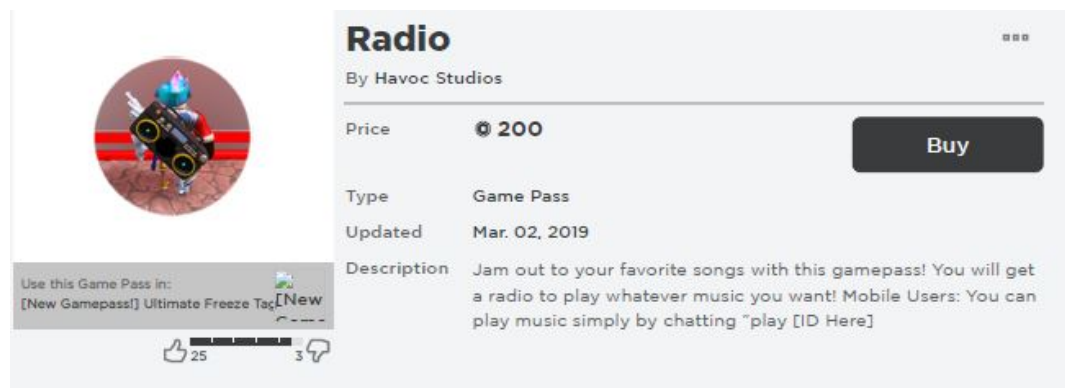 Radio
By Havoc Studios
Price
200
Buy
Type
Game Pass
Updated
Mar. 02, 2019
Description
Jam out to your favorite songs with this gamepass! You will get
a radio to play whatever music you want! Mobile Users: You can
play music simply by chatting "play [ID Here]
Use this Game Pass in:
[New Gamepass!] Ultimate Freeze Tag
[New
25
3